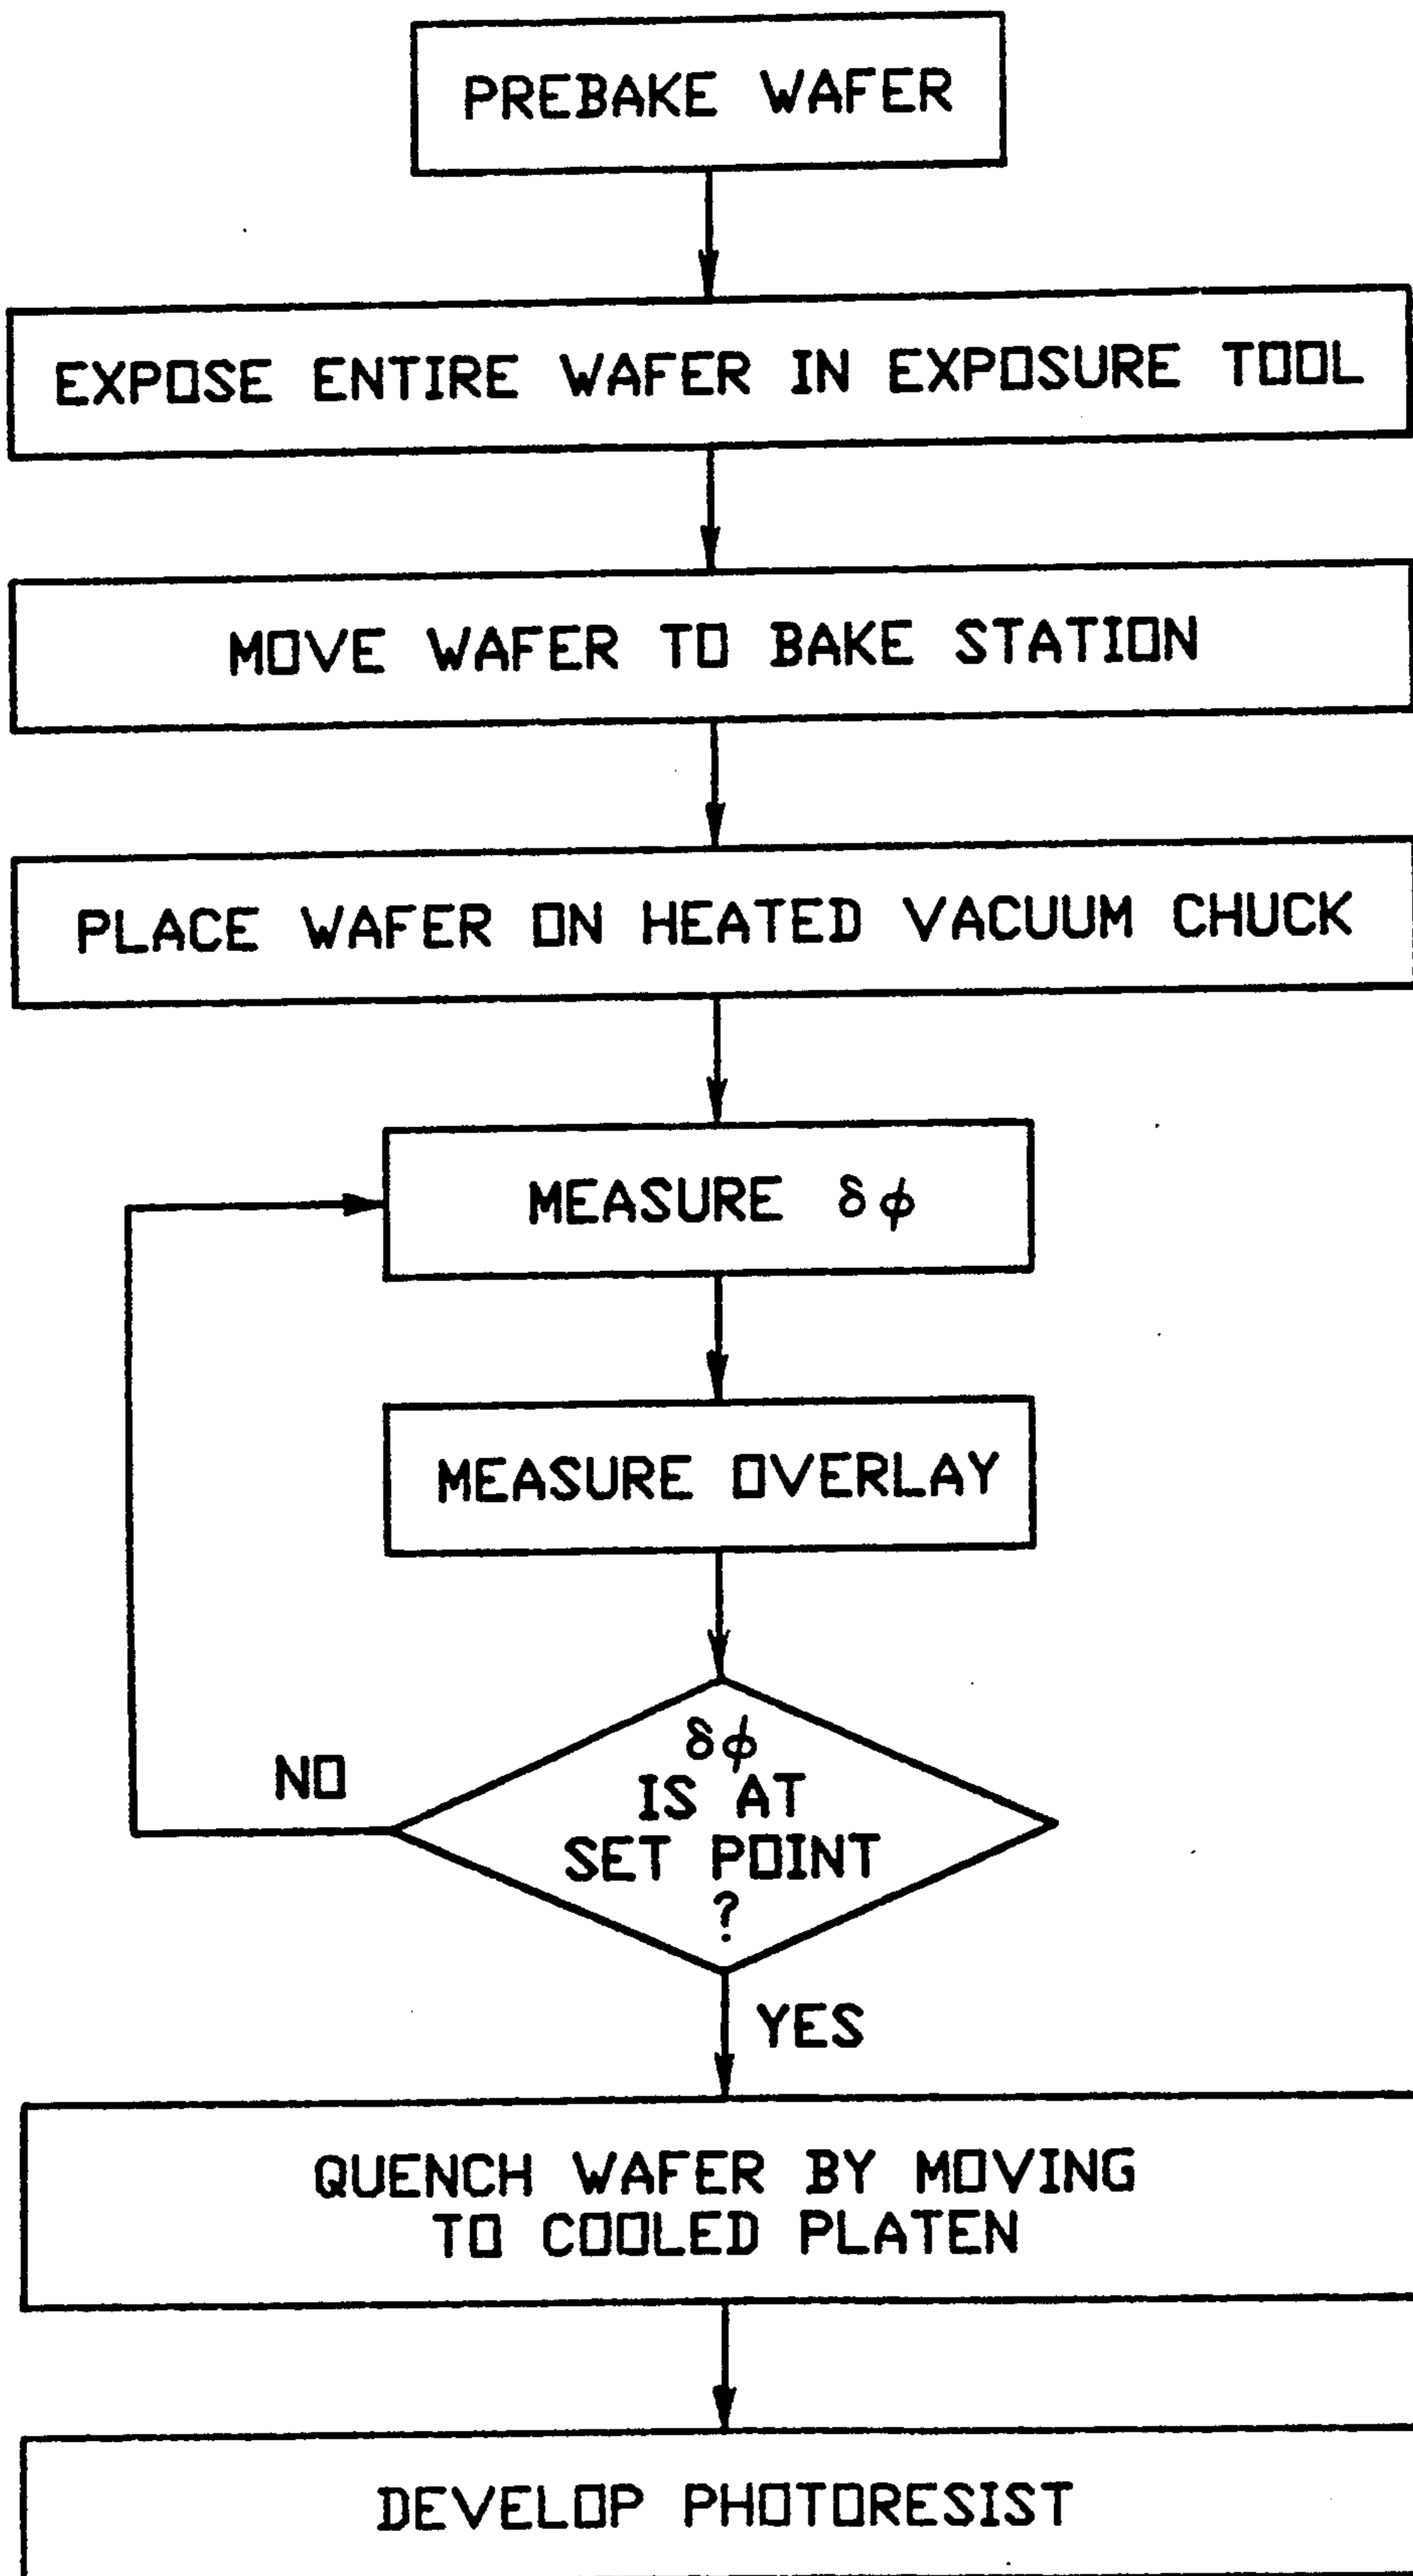 PREBAKE WAFER
EXPOSE ENTIRE WAFER IN EXPOSURE TOOL
MOVE WAFER TO BAKE STATION
PLACE WAFER ON HEATED VACUUM CHUCK
MEASURE δϕ
MEASURE OVERLAY
δϕ
IS AT
SET POINT
?
NO
YES
QUENCH WAFER BY MOVING
TO COOLED PLATEN
DEVELOP PHOTORESIST